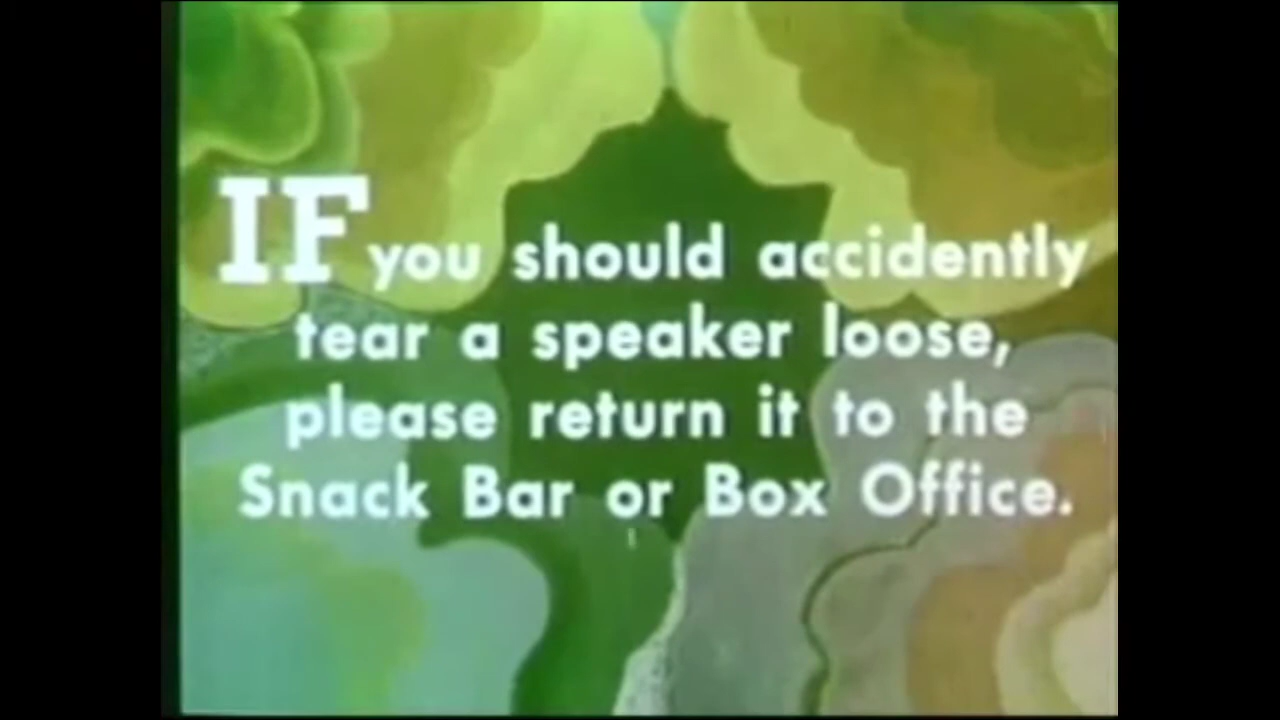 IF you should accidently
tear a speaker loose,
please return it to the
Snack Bar or Box Office.